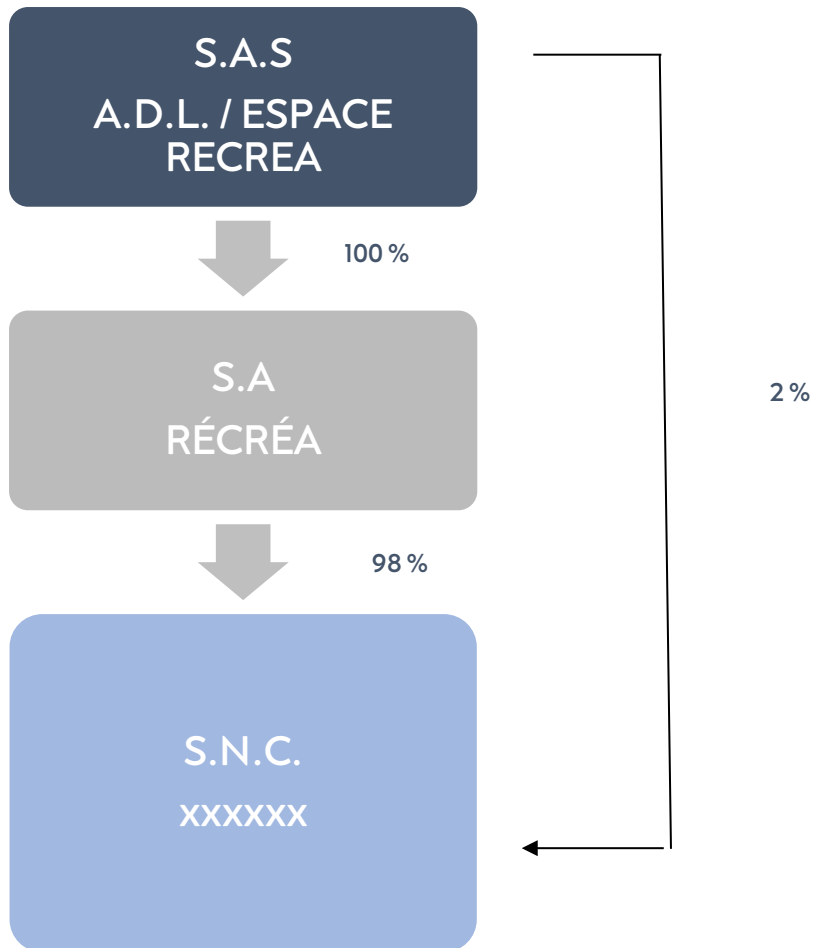 S.A.S
A.D.L. / ESPACE
RECREA
100 %
S.A
RÉCRÉA
2 %
98 %
S.N.C.
xxxxxx